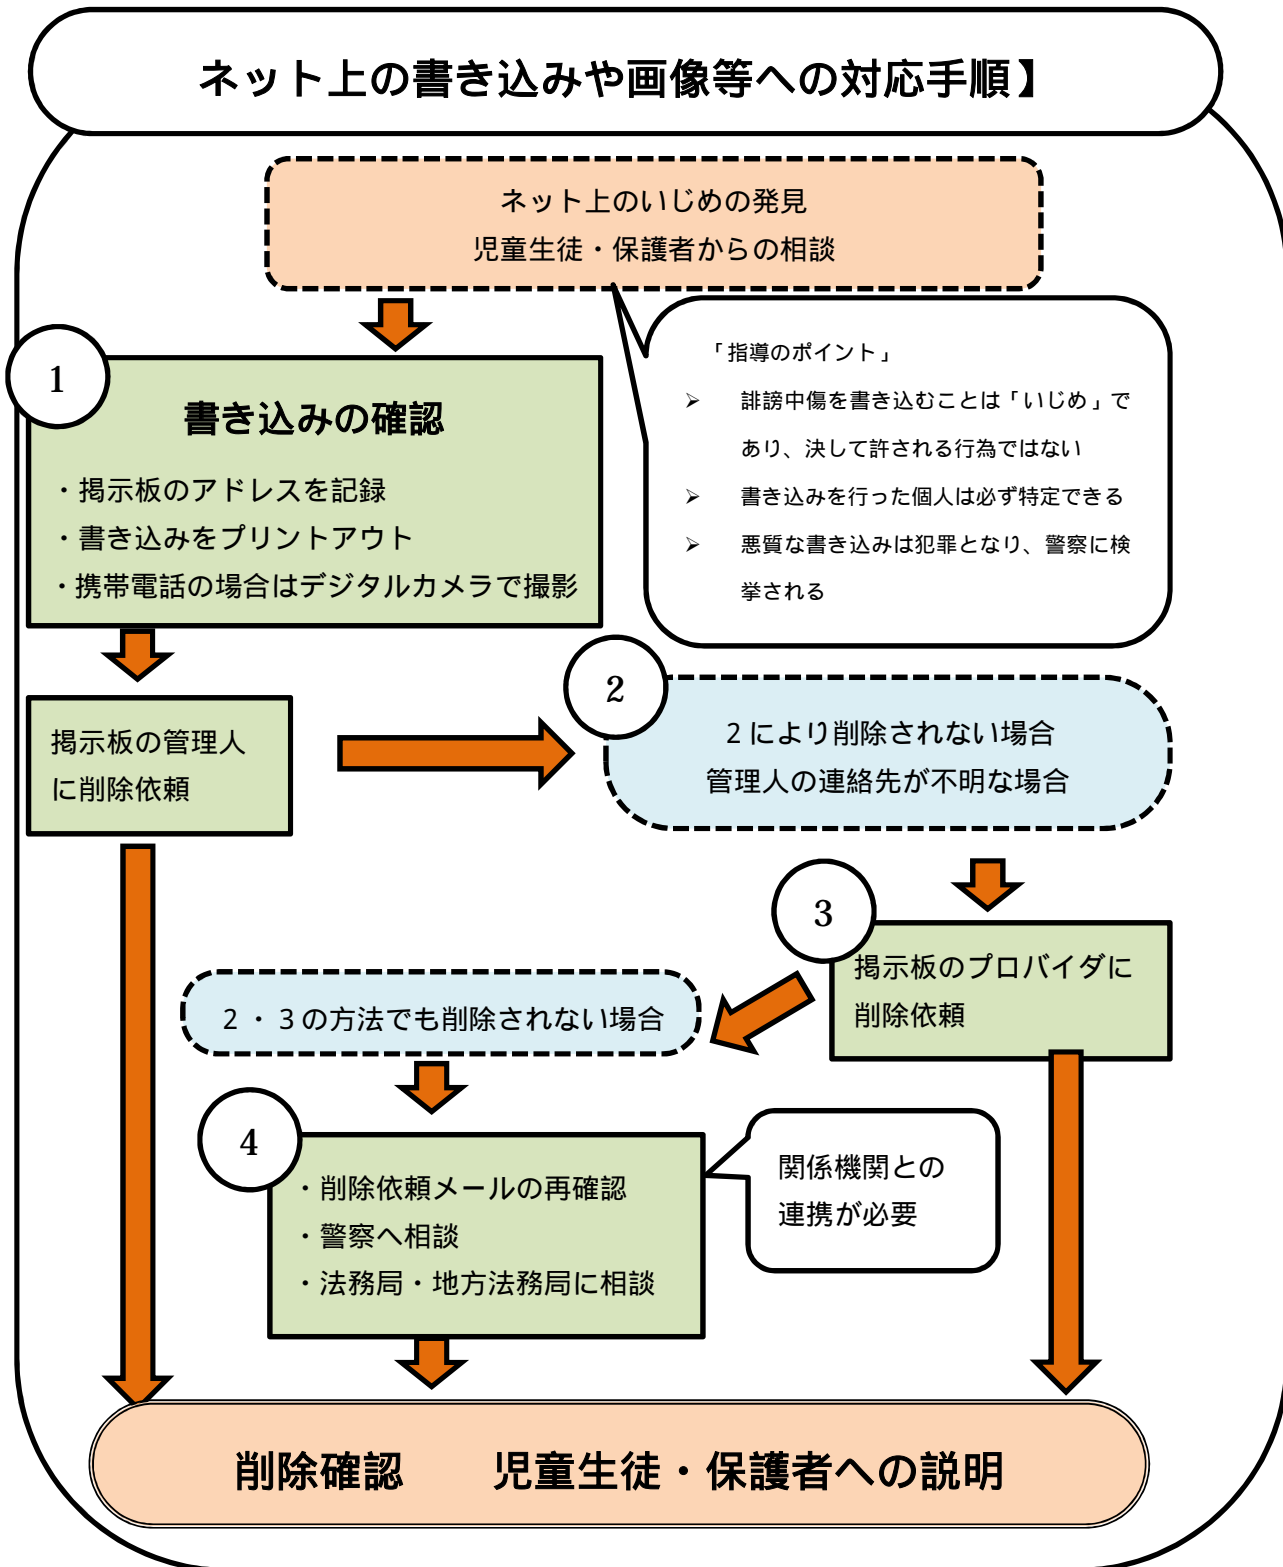 ネット上の書き込みや画像等への対応手順】
ネット上のいじめの発見
児童生徒・保護者からの相談
「指導のポイント」
➢ 誹謗中傷を書き込むことは「いじめ」で
あり、決して許される行為ではない
➢ 書き込みを行った個人は必ず特定できる
➢ 悪質な書き込みは犯罪となり、警察に検
挙される
1
書き込みの確認
・掲示板のアドレスを記録
・書き込みをプリントアウト
・携帯電話の場合はデジタルカメラで撮影
掲示板の管理人
に削除依頼
2
2により削除されない場合
管理人の連絡先が不明な場合
3
掲示板のプロバイダに
削除依頼
2・3の方法でも削除されない場合
4
・削除依頼メールの再確認
・警察へ相談
・法務局・地方法務局に相談
関係機関との
連携が必要
削除確認　　児童生徒・保護者への説明